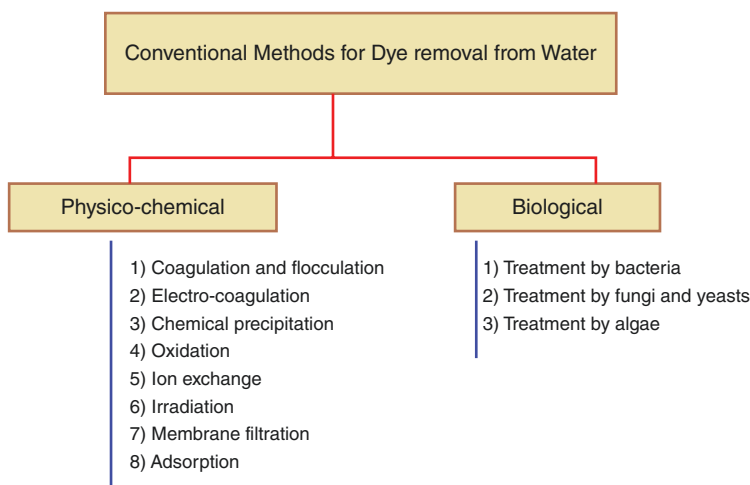 Conventional Methods for Dye removal from Water
Physico-chemical
1) Coagulation and flocculation
2) Electro-coagulation
3) Chemical precipitation
4) Oxidation
5) Ion exchange
6) Irradiation
7) Membrane filtration
8) Adsorption
Biological
1) Treatment by bacteria
2) Treatment by fungi and yeasts
3) Treatment by algae